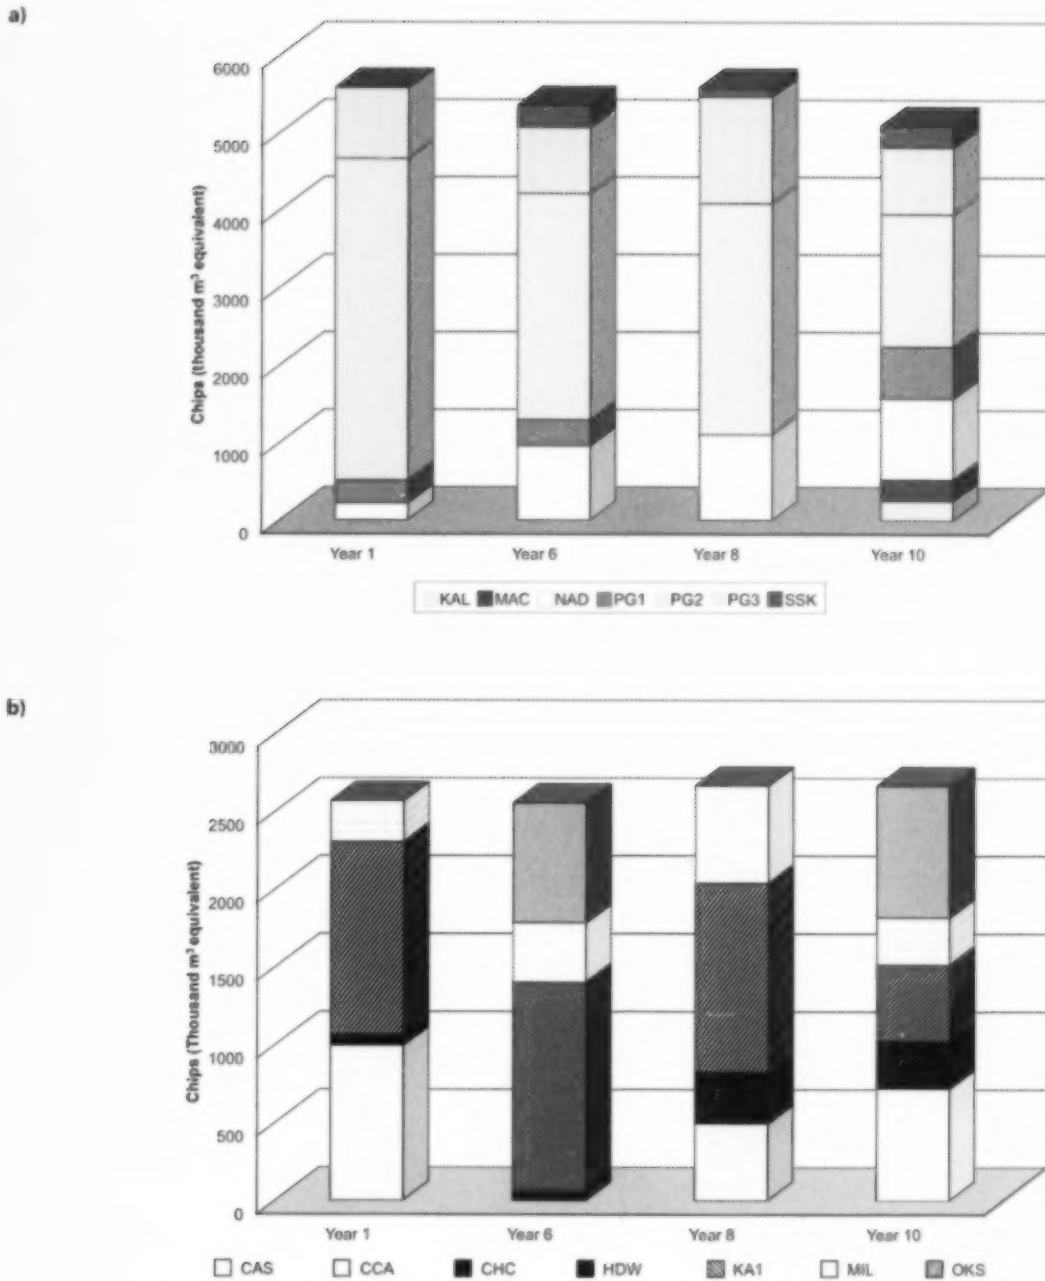 a)
6000
5000
4000
3000
2000
1000
0
Chips (thousand m³ equivalent)
Year 1 Year 6 Year 8 Year 10
KAL MAC NAD PG1 PG2 PG3 SSK
b)
3000
2500
2000
1500
1000
500
0
Chips (Thousand m³ equivalent)
Year 1 Year 6 Year 8 Year 10
CAS CCA CHC HDW KA1 MIL OKS